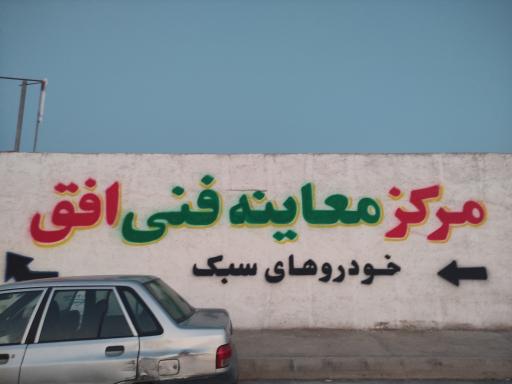 مرکز معاینه فنی افق
خودروهای سبک